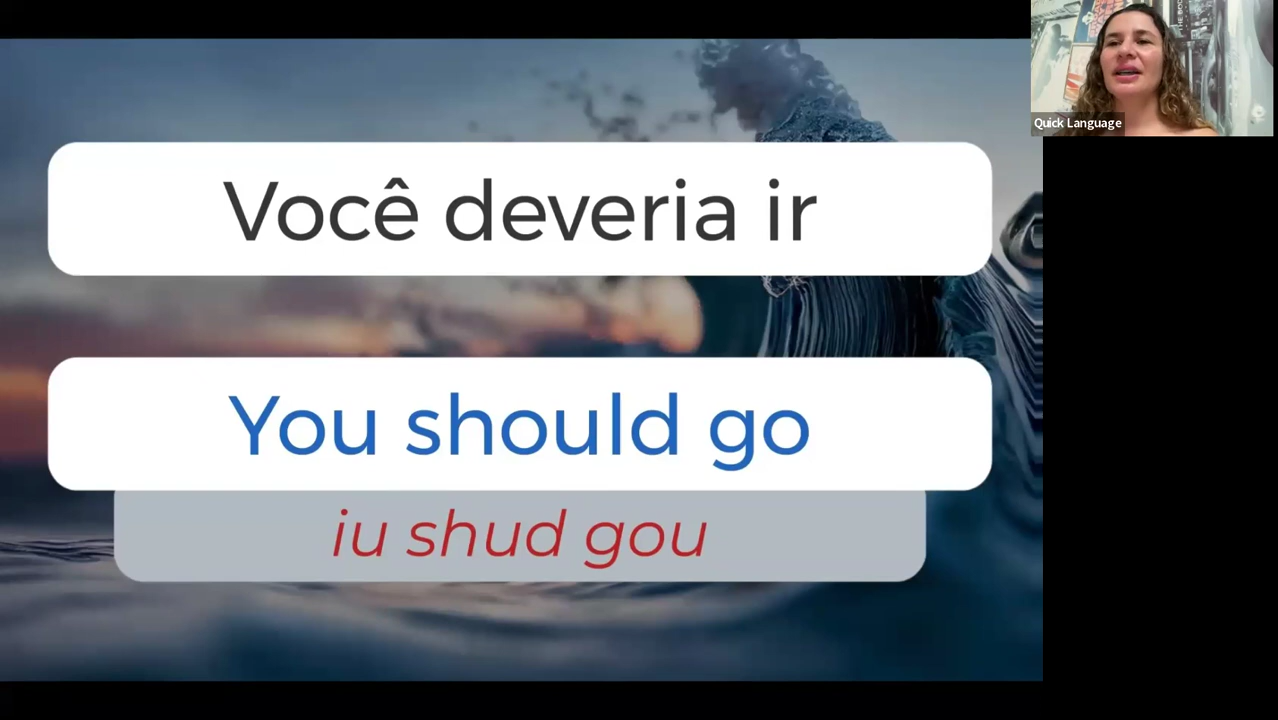 Você deveria ir
You should go
iu shud gou
Quick Language